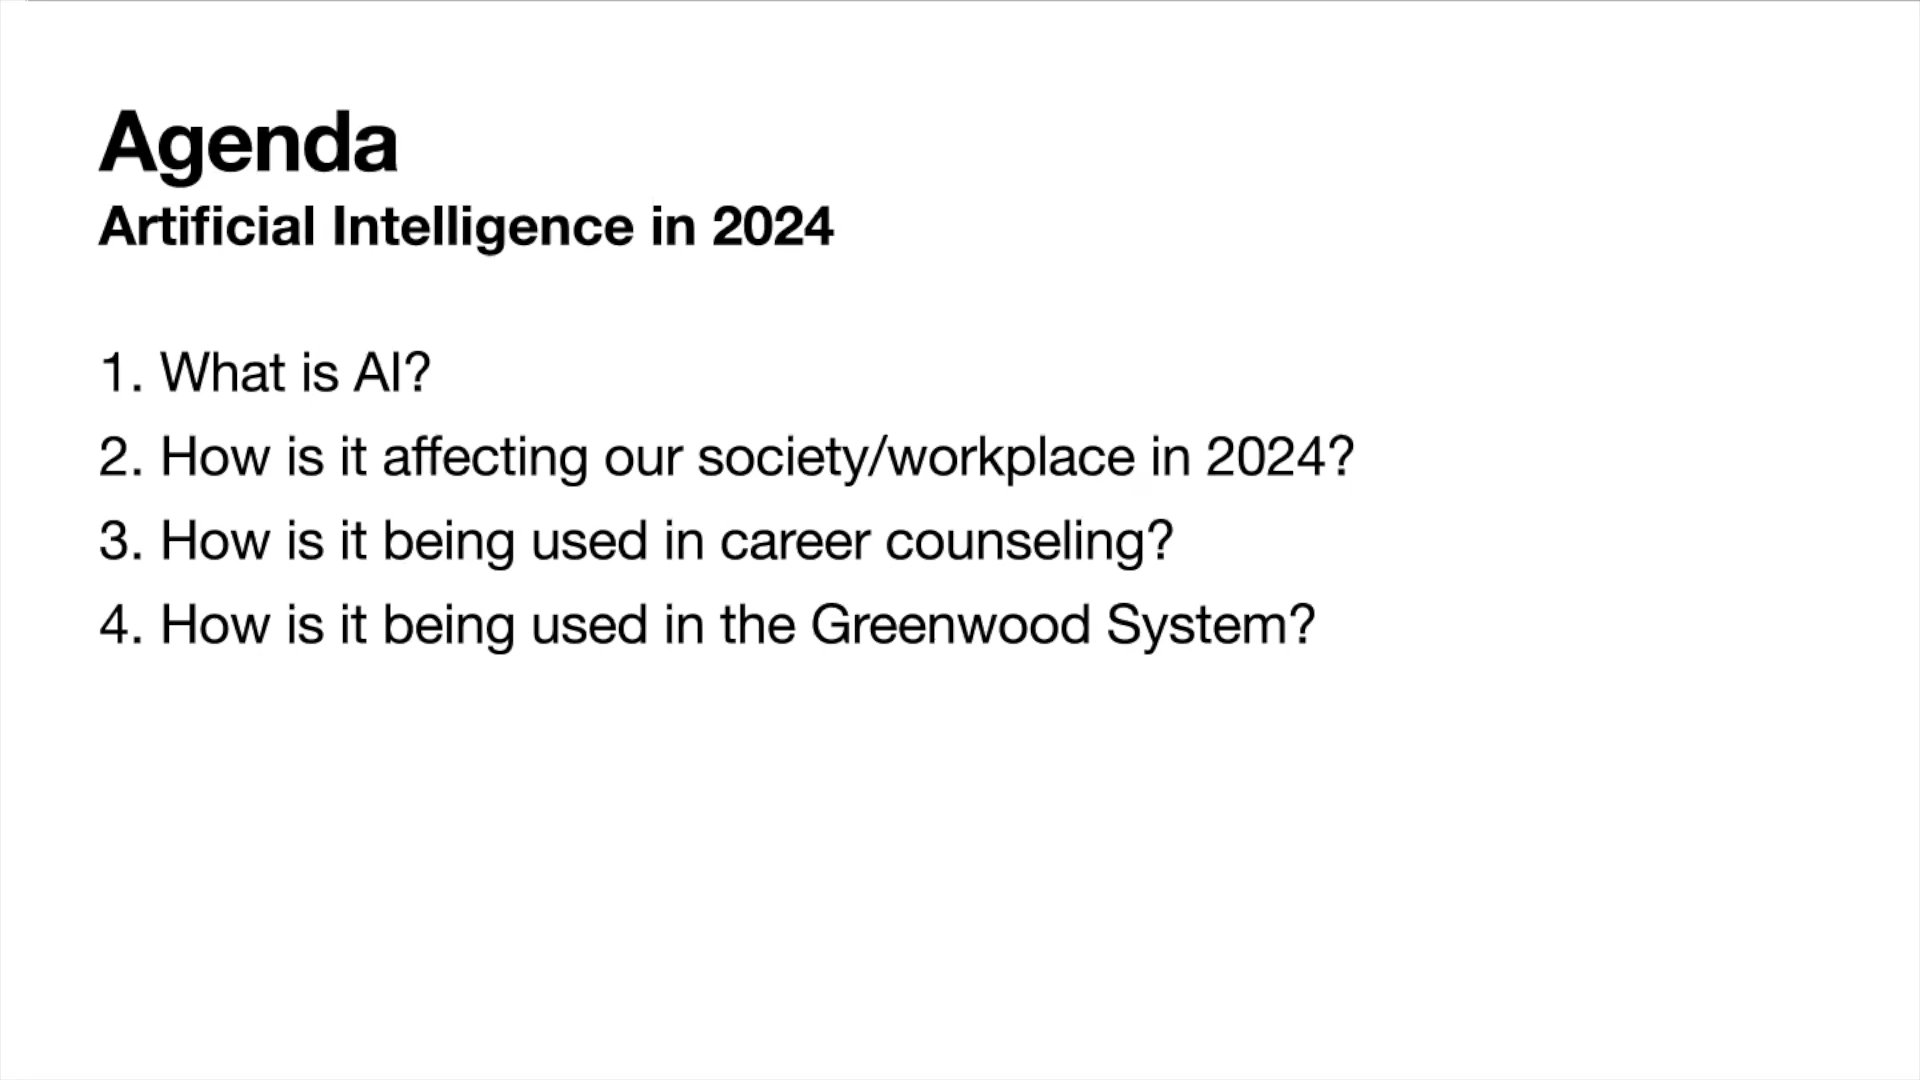 Agenda
Artificial Intelligence in 2024
1. What is AI?
2. How is it affecting our society/workplace in 2024?
3. How is it being used in career counseling?
4. How is it being used in the Greenwood System?